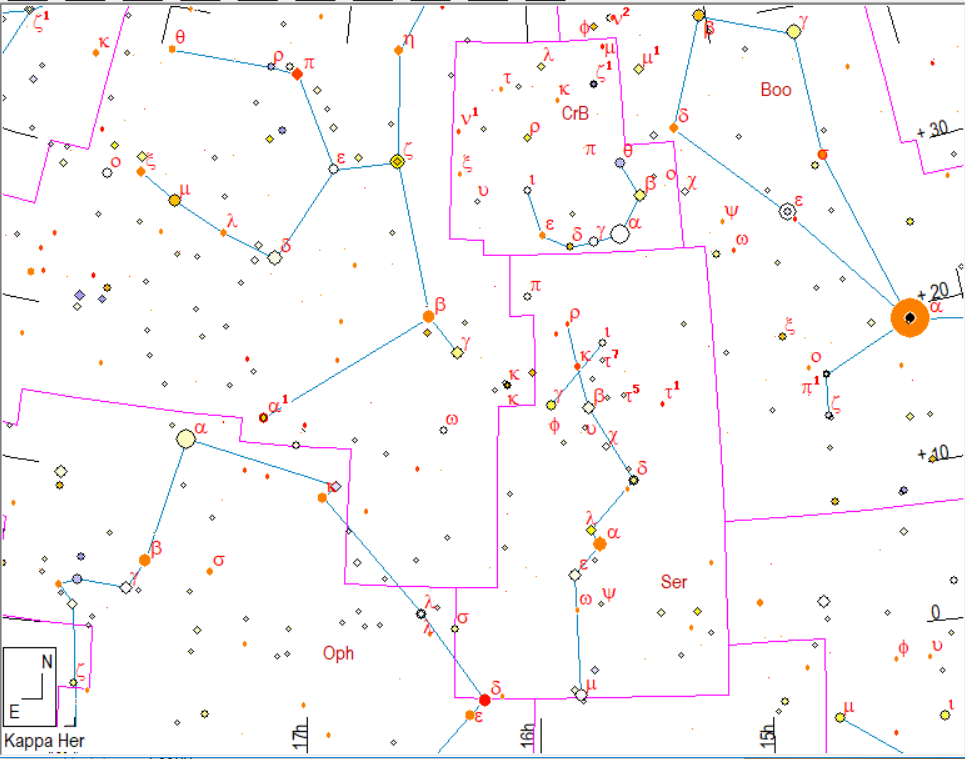 ζ¹
κ
θ
ρ
π
η
φ
ν²
β
γ
λ
μ
μ¹
ζ¹
τ
κ
CrB
Boo
ν¹
ρ
δ
+ 30
π
θ
σ
ο
ξ
ε
ζ
ξ
μ
υ
ι
β
ο
χ
ε
λ
δ
ε
δ
γ
α
ψ
ω
π
+ 20
β
ρ
α
γ
ι
ξ
κ
τ⁷
ο
κ
κ
γ
β
τ⁵
τ¹
π¹
ζ
α¹
φ
υ
χ
α
ω
+ 10
δ
κ
λ
α
β
σ
γ
ε
Ser
ω
ψ
λ
λ
σ
0
Oph
φ
υ
N
E
ζ
δ
ε
μ
μ
ι
Kappa Her
17h
16h
15h